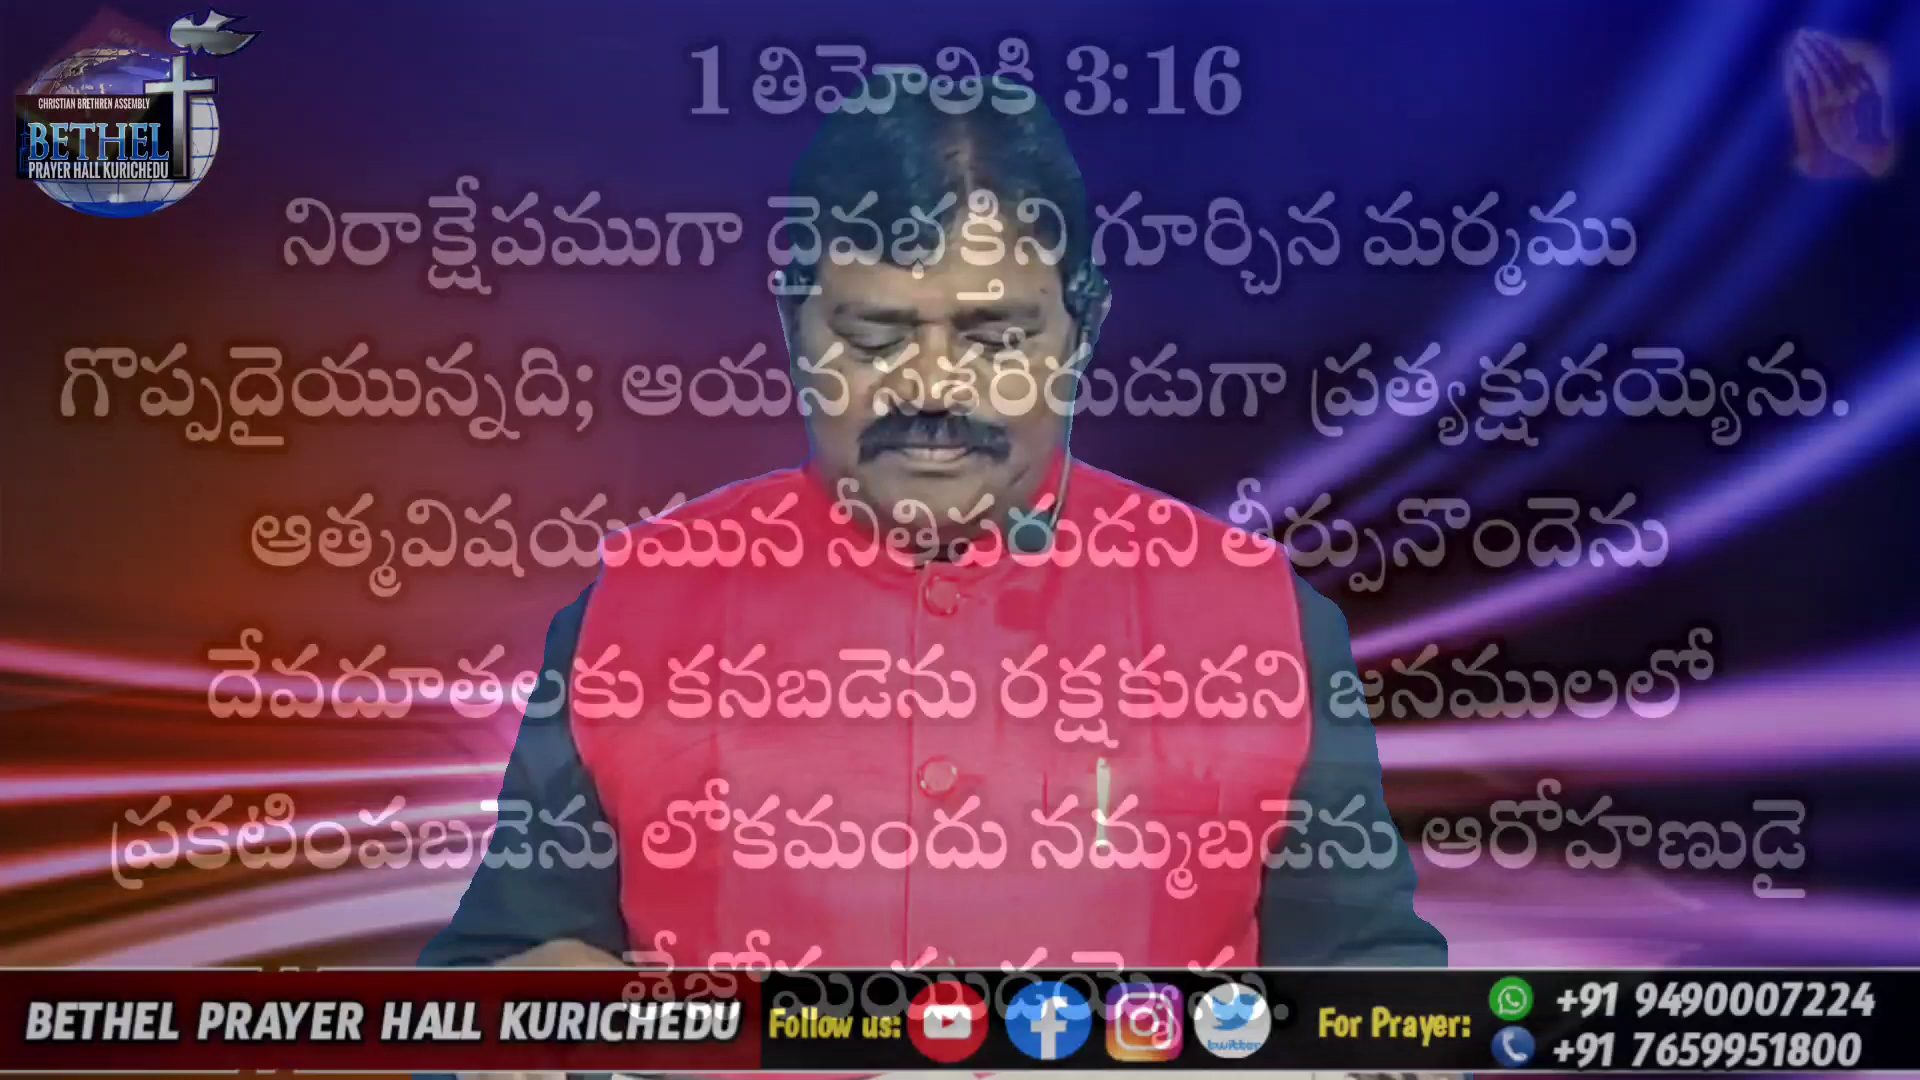 CHRISTIAN BRETHREN ASSEMBLY
BETHEL
PRAYER HALL KURICHEDU
1 తిమోతికి 3:16
నిరాక్షేపముగా దైవభక్తిని గూర్చిన మర్మము
గొప్పదైయున్నది; ఆయన సశరీరుడుగా ప్రత్యక్షుడయ్యెను.
ఆత్మవిషయమున నీతిపరుడని తీర్పునొందెను
దేవదూతలకు కనబడెను రక్షకుడని జనములలో
ప్రకటింపబడెను లోకమందు నమ్మబడెను ఆరోహణుడై
తేజోమయుడయ్యెను.
BETHEL PRAYER HALL KURICHEDU
Follow us:
twitter
For Prayer:
+91 9490007224
+91 7659951800